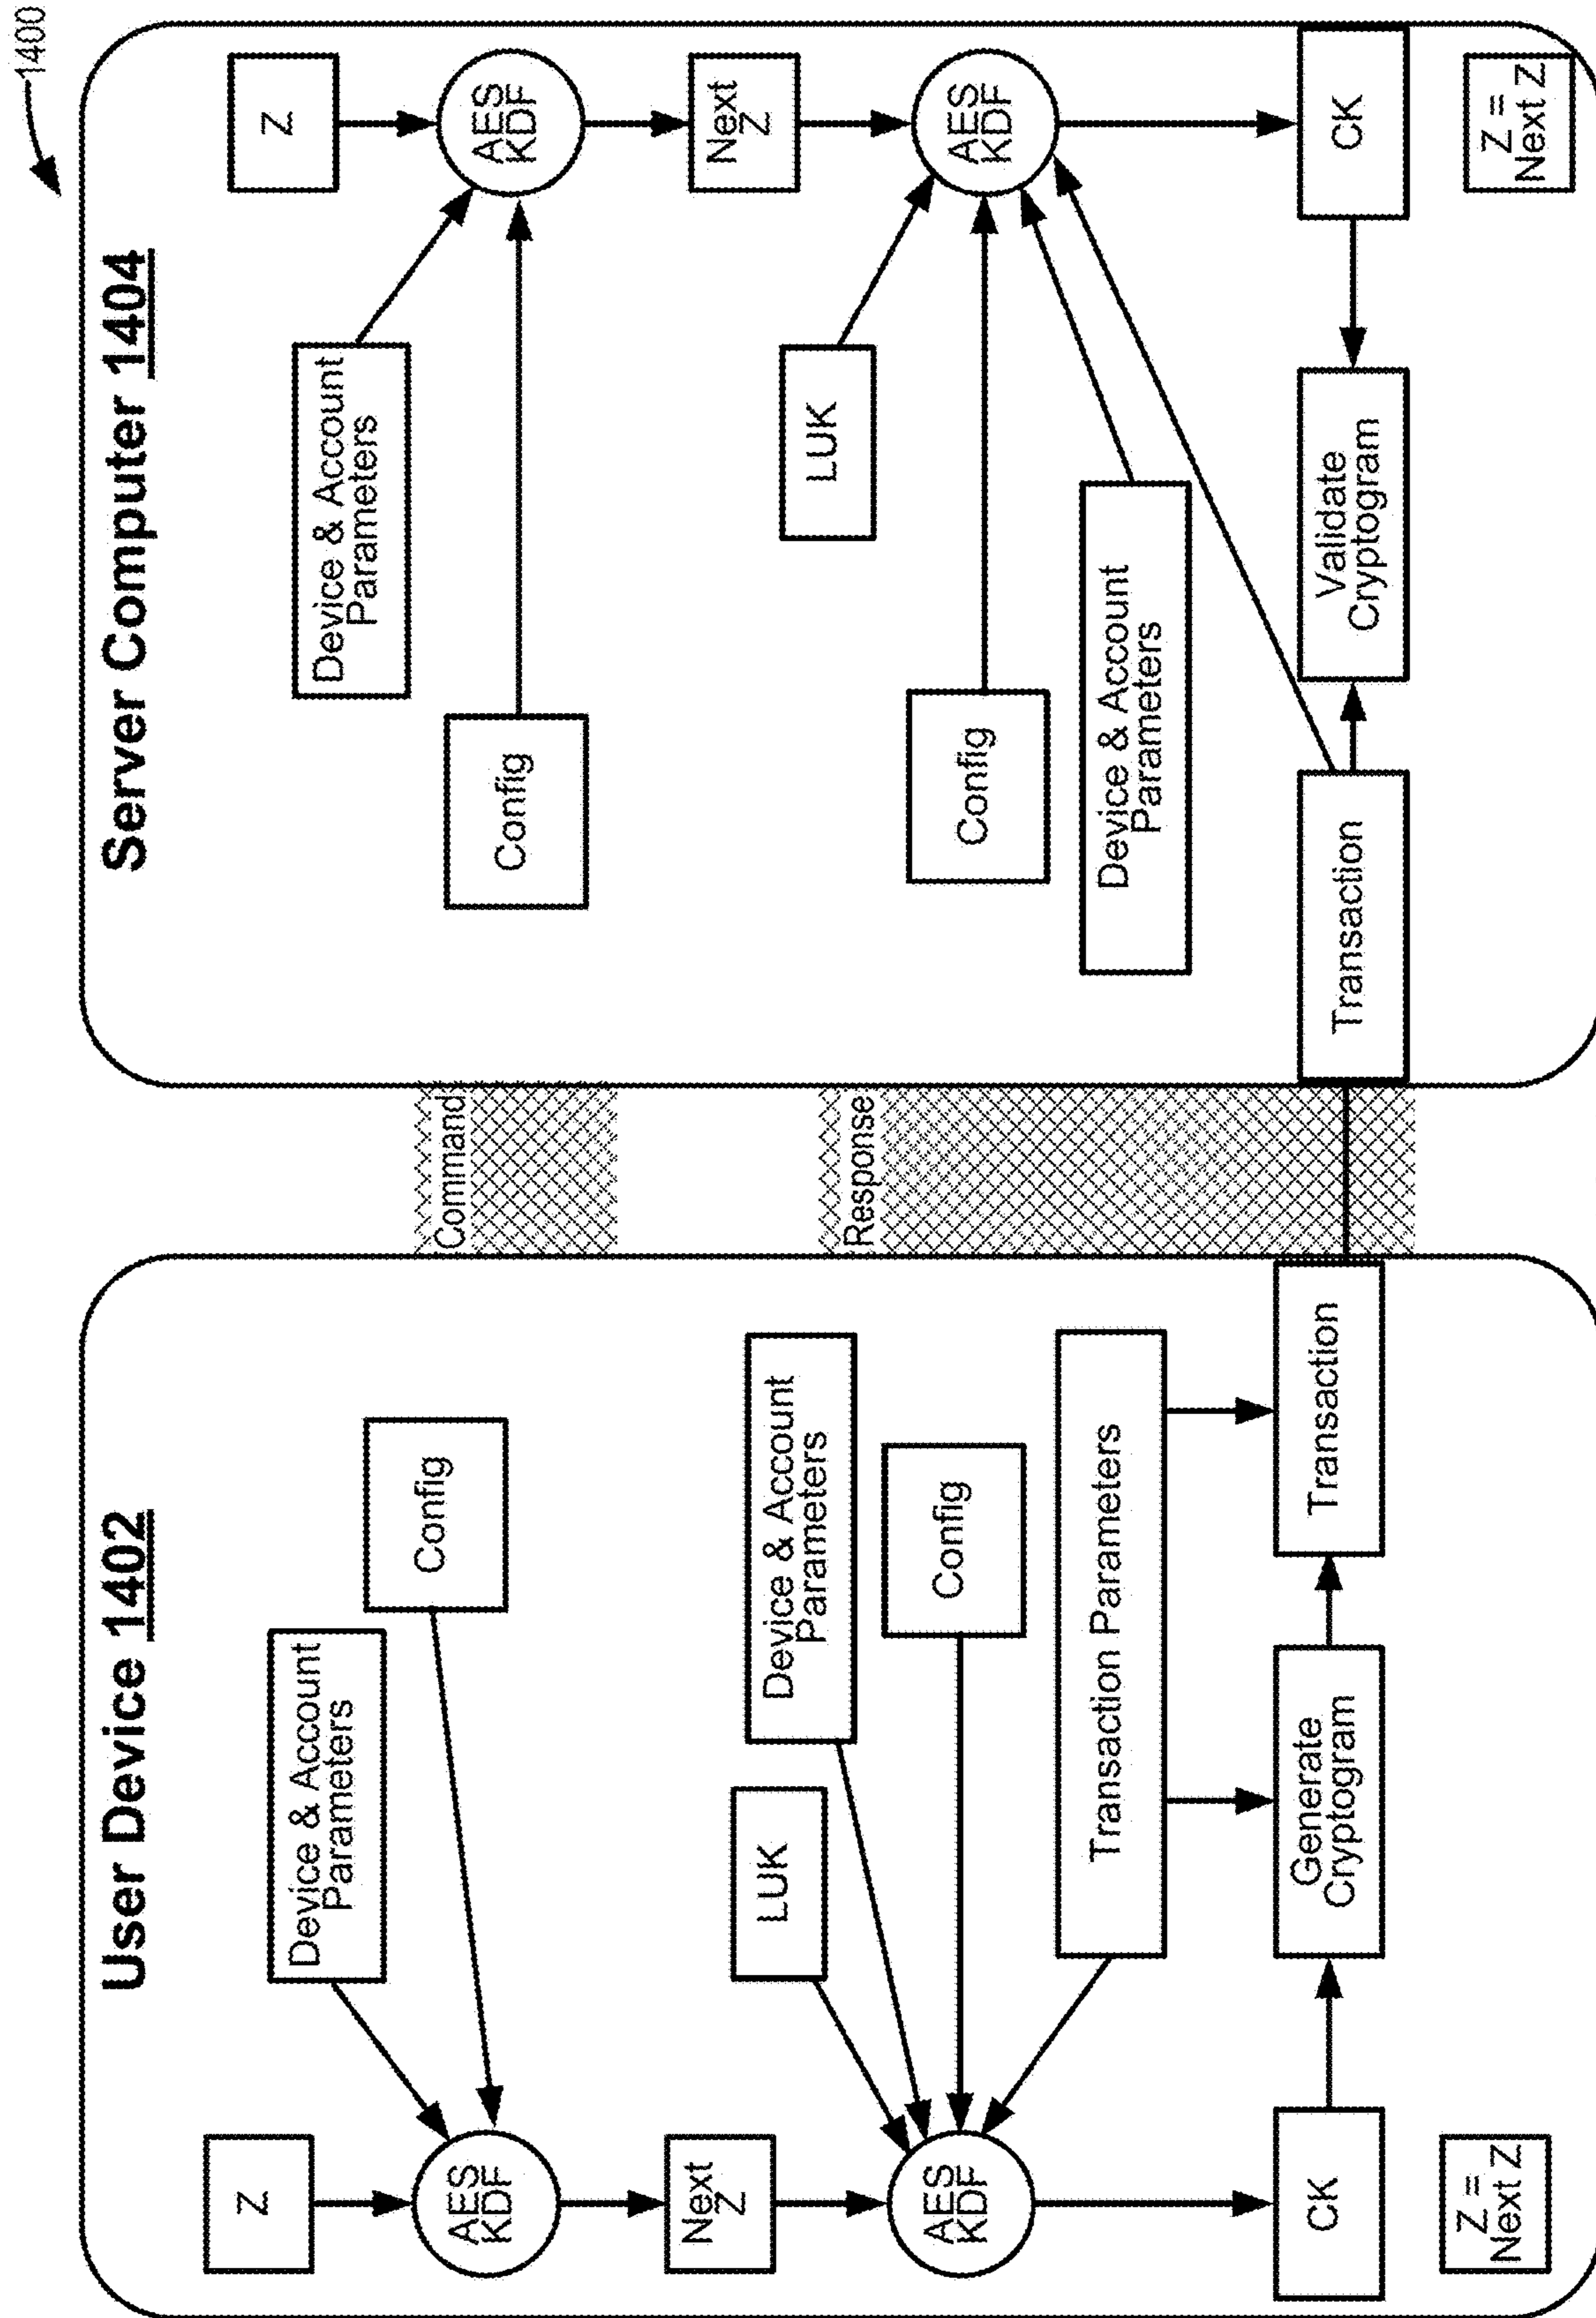 1400
User Device 1402
Z
AES
KDF
Device & Account
Parameters
Config
Next
Z
AES
KDF
LUK
Device & Account
Parameters
Config
Transaction Parameters
CK
Generate
Cryptogram
Transaction
Z =
Next Z
Command
Response
Server Computer 1404
Z
AES
KDF
Device & Account
Parameters
Config
Next
Z
AES
KDF
LUK
Config
Device & Account
Parameters
Transaction
Validate
Cryptogram
CK
Z =
Next Z